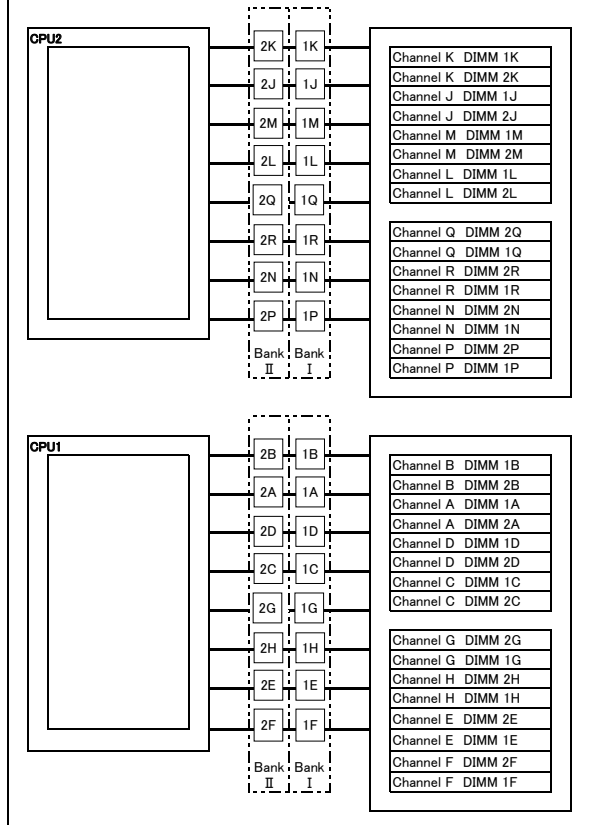 CPU2
2K 1K
2J 1J
2M 1M
2L 1L
2Q 1Q
2R 1R
2N 1N
2P 1P
Bank Bank
Ⅱ Ⅰ
Channel K DIMM 1K
Channel K DIMM 2K
Channel J DIMM 1J
Channel J DIMM 2J
Channel M DIMM 1M
Channel M DIMM 2M
Channel L DIMM 1L
Channel L DIMM 2L
Channel Q DIMM 2Q
Channel Q DIMM 1Q
Channel R DIMM 2R
Channel R DIMM 1R
Channel N DIMM 2N
Channel N DIMM 1N
Channel P DIMM 2P
Channel P DIMM 1P
CPU1
2B 1B
2A 1A
2D 1D
2C 1C
2G 1G
2H 1H
2E 1E
2F 1F
Bank Bank
Ⅱ Ⅰ
Channel B DIMM 1B
Channel B DIMM 2B
Channel A DIMM 1A
Channel A DIMM 2A
Channel D DIMM 1D
Channel D DIMM 2D
Channel C DIMM 1C
Channel C DIMM 2C
Channel G DIMM 2G
Channel G DIMM 1G
Channel H DIMM 2H
Channel H DIMM 1H
Channel E DIMM 2E
Channel E DIMM 1E
Channel F DIMM 2F
Channel F DIMM 1F